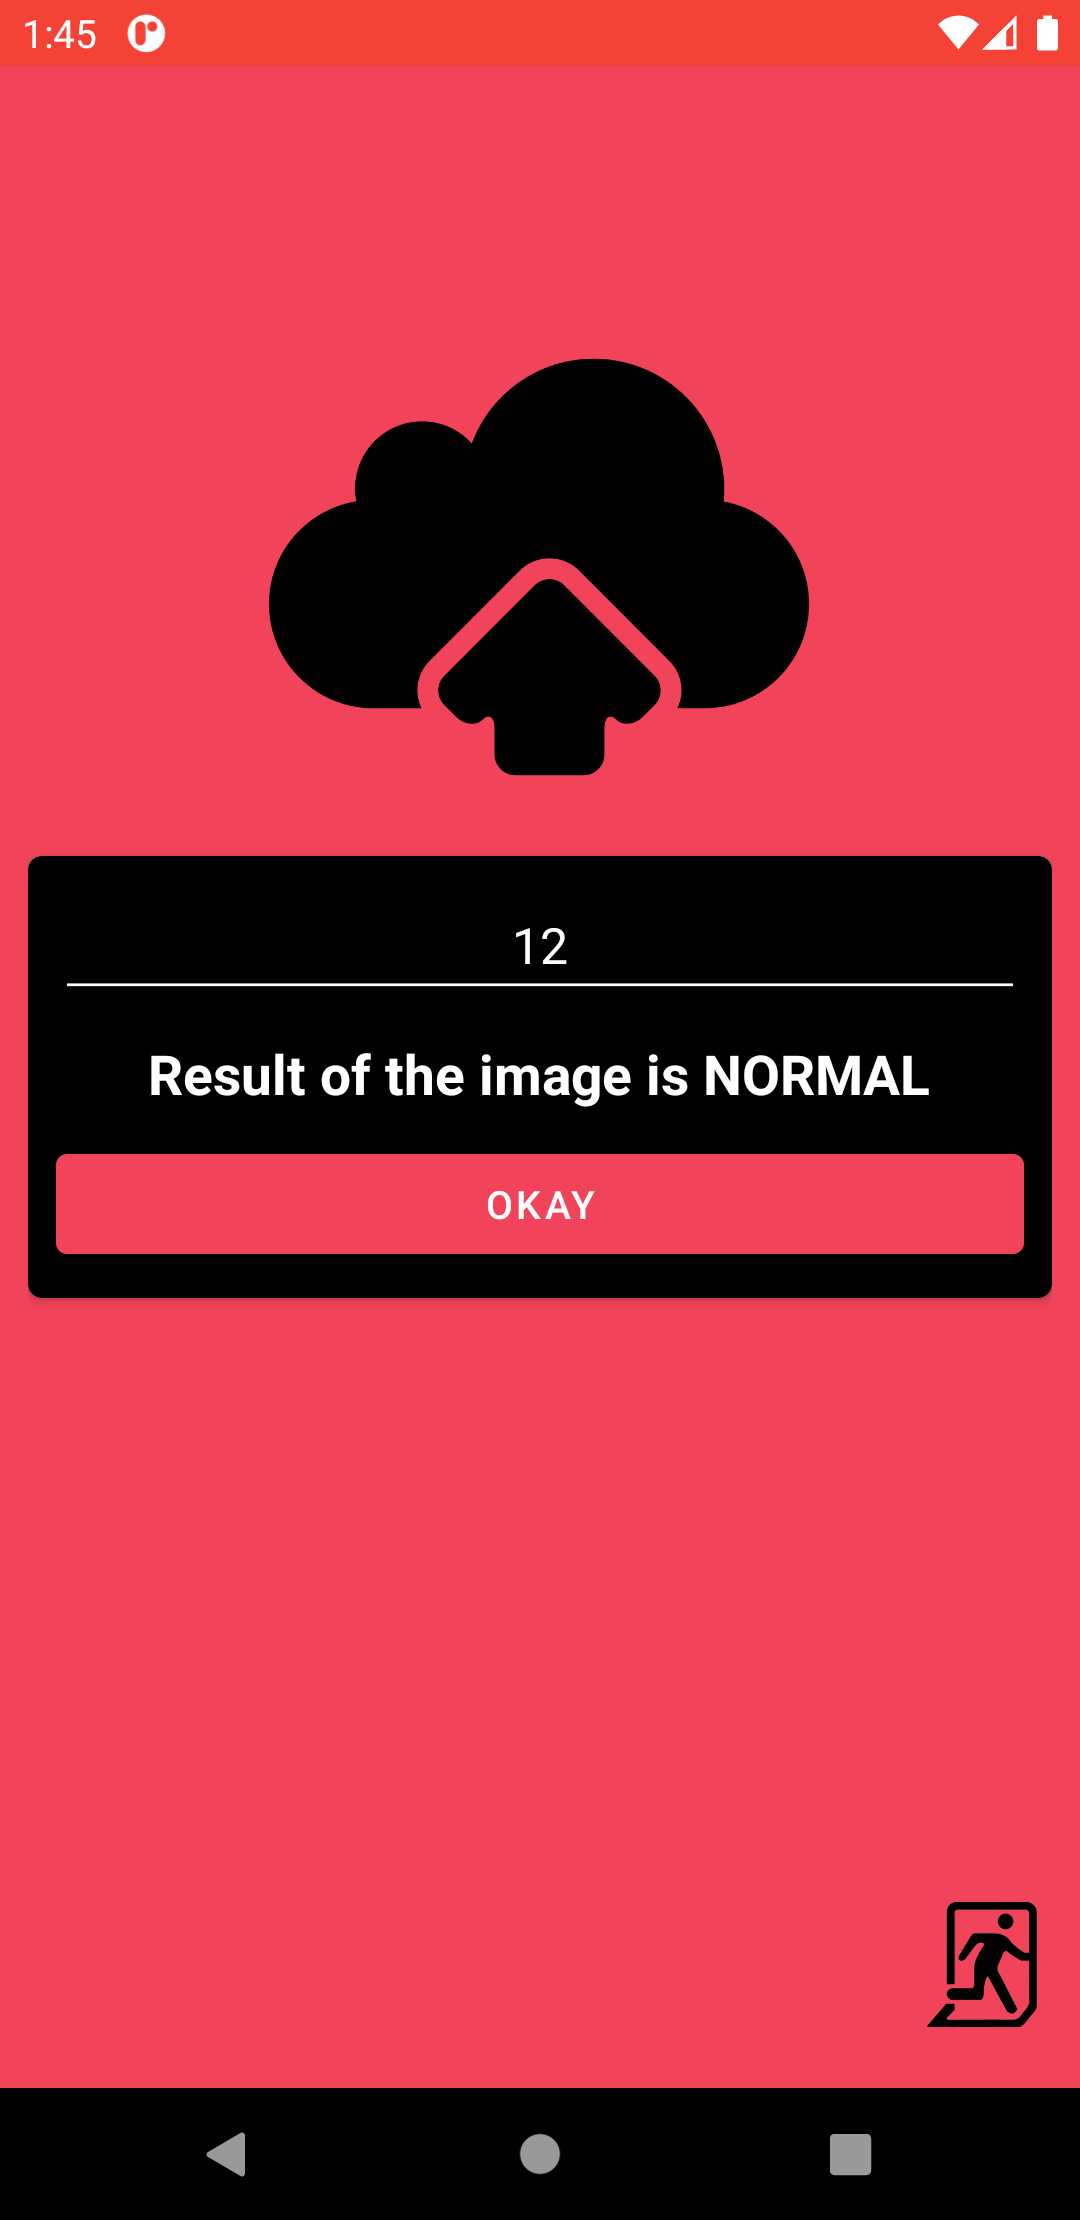 1:45
12
Result of the image is NORMAL
OKAY